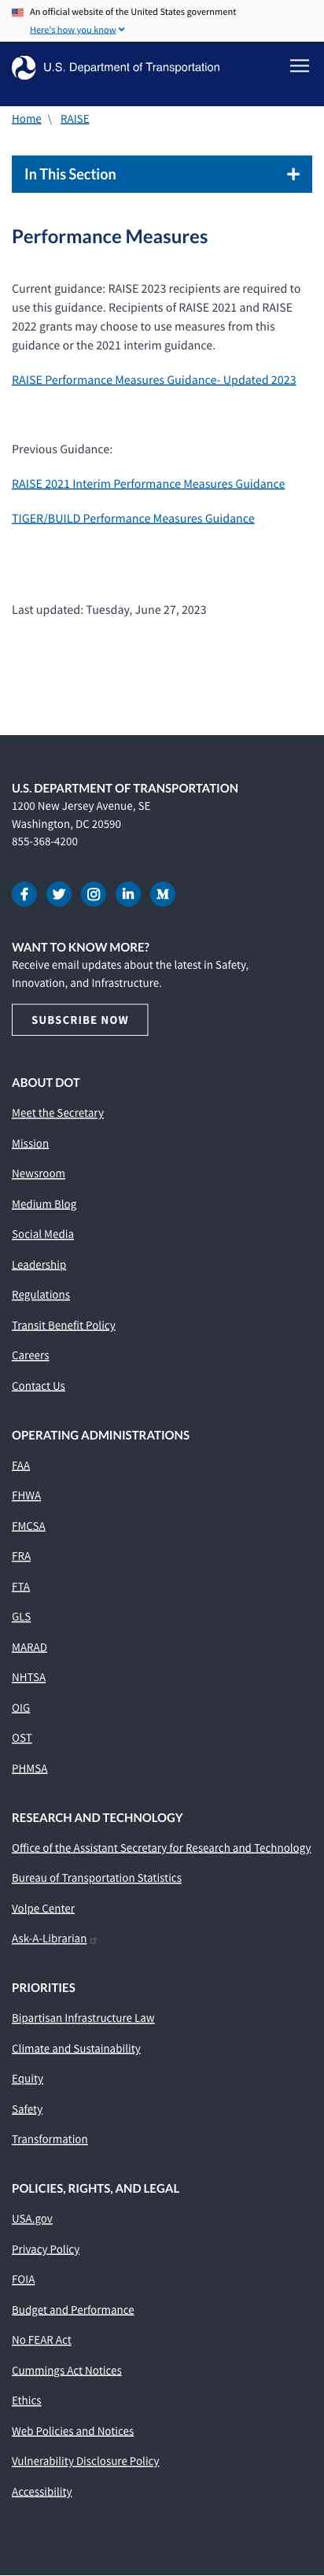 An official website of the United States government
Here's how you know
U.S. Department of Transportation
Home \ RAISE
In This Section
Performance Measures
Current guidance: RAISE 2023 recipients are required to
use this guidance. Recipients of RAISE 2021 and RAISE
2022 grants may choose to use measures from this
guidance or the 2021 interim guidance.
RAISE Performance Measures Guidance- Updated 2023
Previous Guidance:
RAISE 2021 Interim Performance Measures Guidance
TIGER/BUILD Performance Measures Guidance
Last updated: Tuesday, June 27, 2023
U.S. DEPARTMENT OF TRANSPORTATION
1200 New Jersey Avenue, SE
Washington, DC 20590
855-368-4200
WANT TO KNOW MORE?
Receive email updates about the latest in Safety,
Innovation, and Infrastructure.
SUBSCRIBE NOW
ABOUT DOT
Meet the Secretary
Mission
Newsroom
Medium Blog
Social Media
Leadership
Regulations
Transit Benefit Policy
Careers
Contact Us
OPERATING ADMINISTRATIONS
FAA
FHWA
FMCSA
FRA
FTA
GLS
MARAD
NHTSA
OIG
OST
PHMSA
RESEARCH AND TECHNOLOGY
Office of the Assistant Secretary for Research and Technology
Bureau of Transportation Statistics
Volpe Center
Ask-A-Librarian
PRIORITIES
Bipartisan Infrastructure Law
Climate and Sustainability
Equity
Safety
Transformation
POLICIES, RIGHTS, AND LEGAL
USA.gov
Privacy Policy
FOIA
Budget and Performance
No FEAR Act
Cummings Act Notices
Ethics
Web Policies and Notices
Vulnerability Disclosure Policy
Accessibility